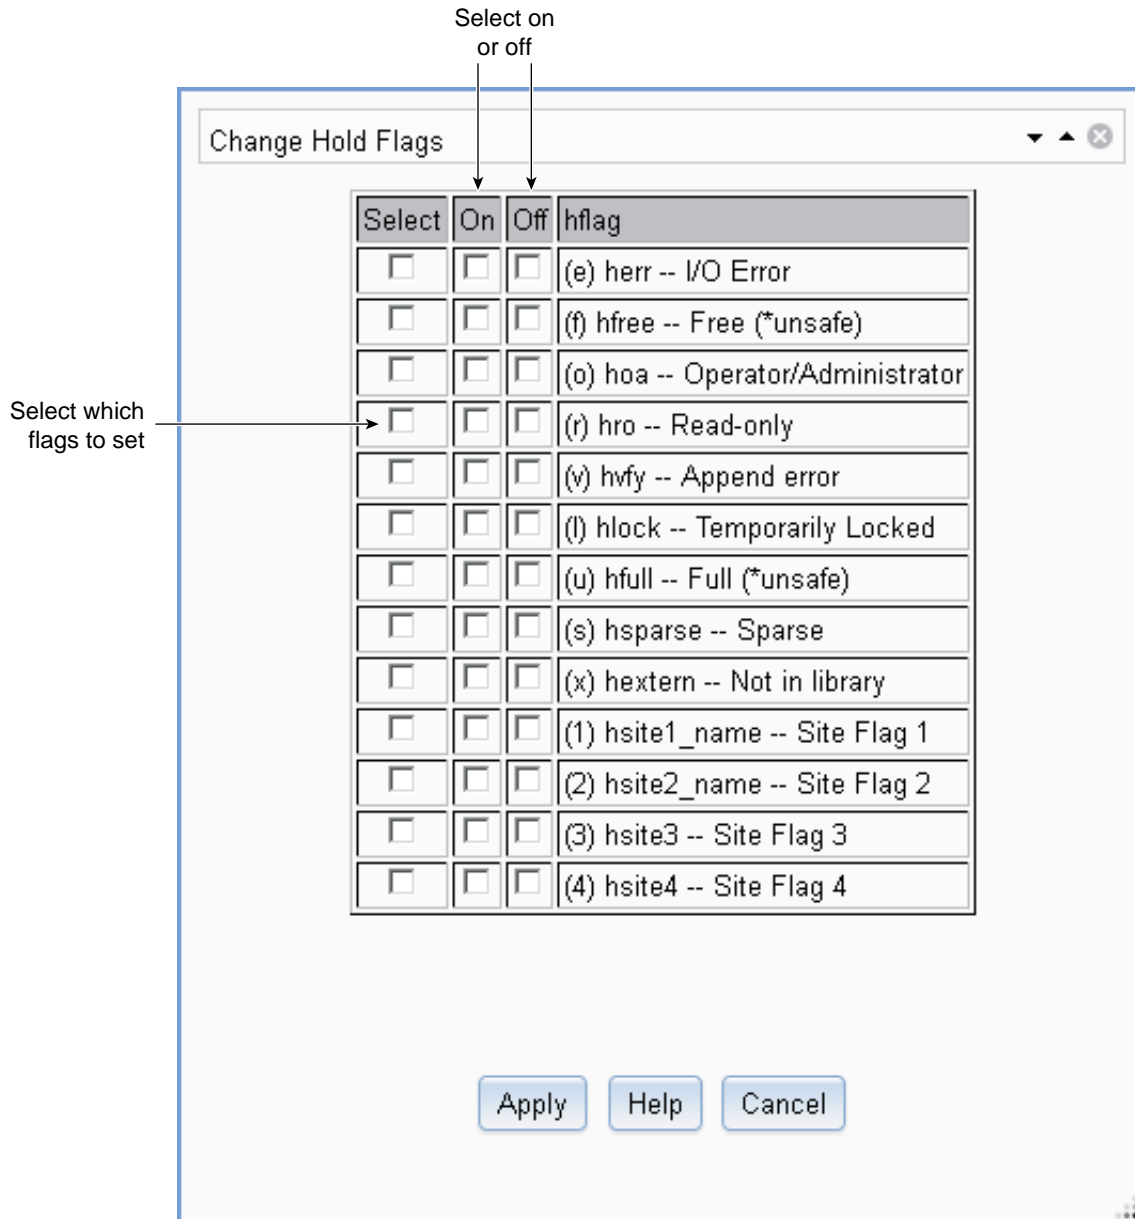 Select on
or off
Change Hold Flags
Select On Off hflag
(e) herr -- I/O Error
(f) hfree -- Free (*unsafe)
(o) hoa -- Operator/Administrator
Select which
flags to set
(r) hro -- Read-only
(v) hvfy -- Append error
(l) hlock -- Temporarily Locked
(u) hfull -- Full (*unsafe)
(s) hsparse -- Sparse
(x) hextern -- Not in library
(1) hsite1_name -- Site Flag 1
(2) hsite2_name -- Site Flag 2
(3) hsite3 -- Site Flag 3
(4) hsite4 -- Site Flag 4
Apply Help Cancel